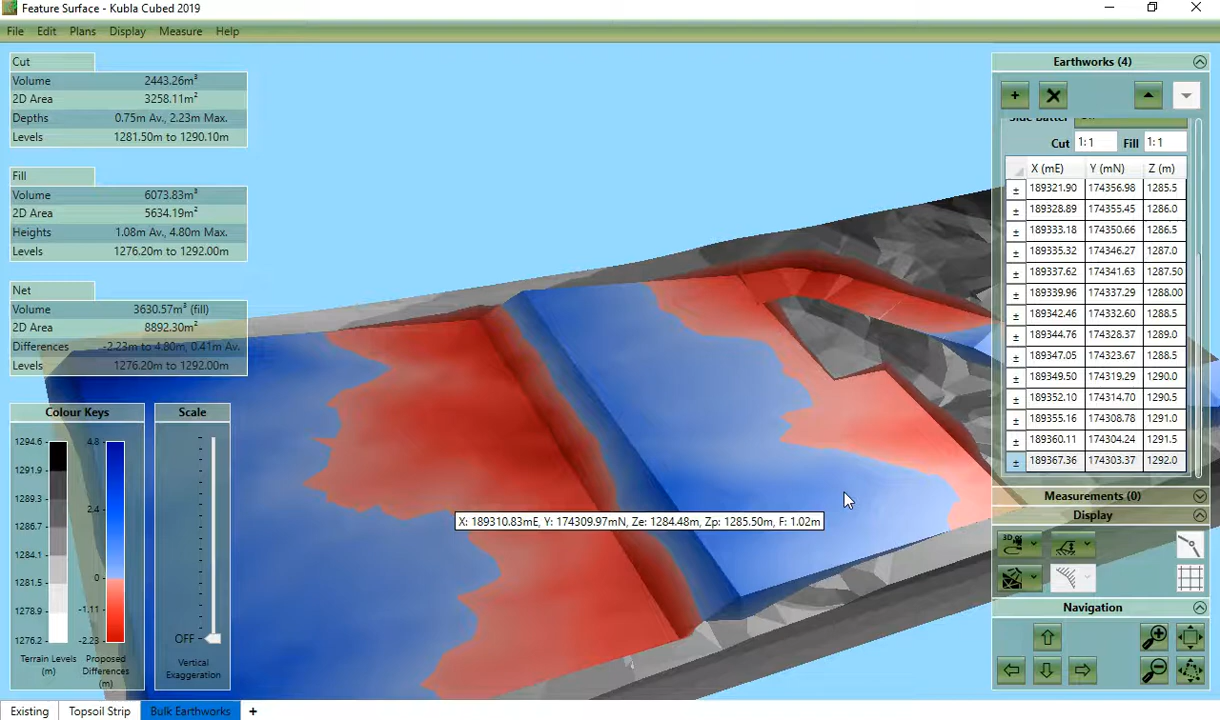 Feature Surface - Kubla Cubed 2019
File Edit Plans Display Measure Help
Cut
Volume 2443.26m³
2D Area 3258.11m²
Depths 0.75m Av., 2.23m Max.
Levels 1281.50m to 1290.10m
Fill
Volume 6073.83m³
2D Area 5634.19m²
Heights 1.08m Av., 4.80m Max.
Levels 1276.20m to 1292.00m
Net
Volume 3630.57m³ (fill)
2D Area 8892.30m²
Differences -2.23m to 4.80m, 0.41m Av.
Levels 1276.20m to 1292.00m
Colour Keys
1294.6
1291.9
1289.3
1286.7
1284.1
1281.5
1278.9
1276.2
4.8
2.4
0
-1.11
-2.23
Terrain Levels (m)
Proposed Differences (m)
Scale
OFF
Vertical Exaggeration
X: 189310.83mE, Y: 174309.97mN, Ze: 1284.48m, Zp: 1285.50m, F: 1.02m
Earthworks (4)
Side Batter
Cut 1:1 Fill 1:1
X (mE) Y (mN) Z (m)
± 189321.90 174356.98 1285.5
± 189328.89 174355.45 1286.0
± 189333.18 174350.66 1286.5
± 189335.32 174346.27 1287.0
± 189337.62 174341.63 1287.50
± 189339.96 174337.29 1288.00
± 189342.46 174332.60 1288.5
± 189344.76 174328.37 1289.0
± 189347.05 174323.67 1288.5
± 189349.50 174319.29 1290.0
± 189352.10 174314.70 1290.5
± 189355.16 174308.78 1291.0
± 189360.11 174304.24 1291.5
± 189367.36 174303.37 1292.0
Measurements (0)
Display
3D
Navigation
Existing Topsoil Strip Bulk Earthworks +